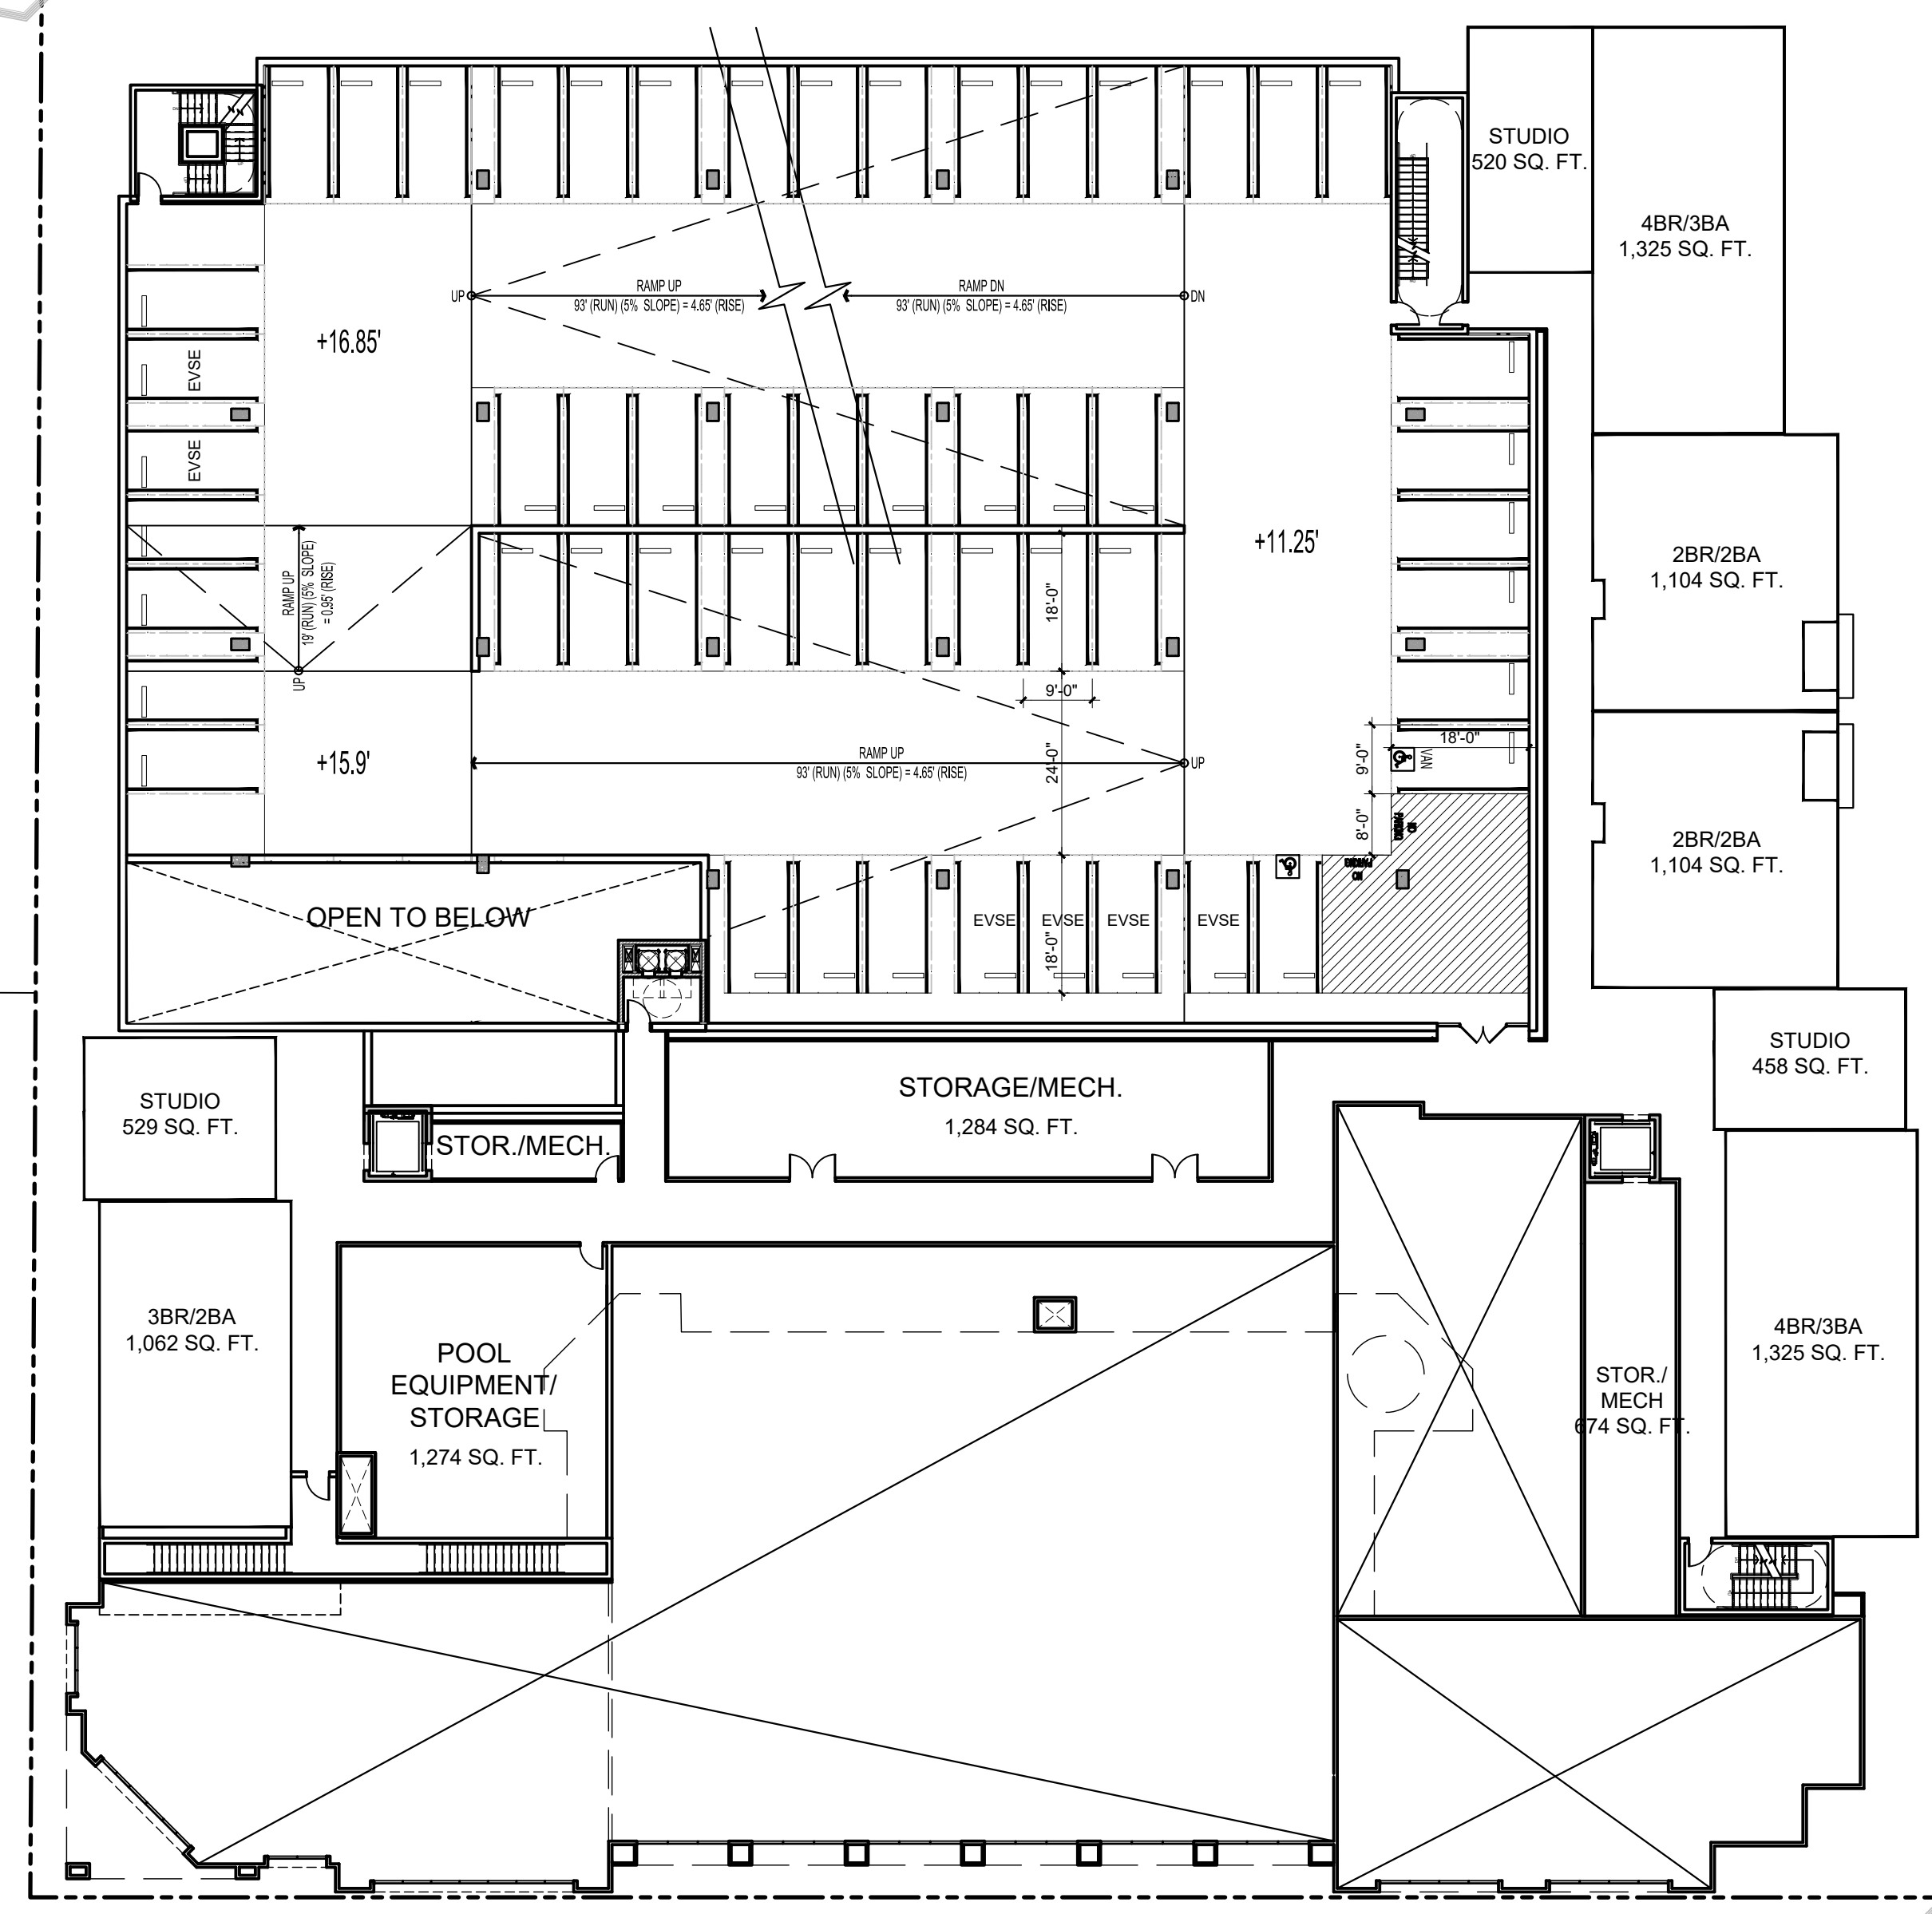 STUDIO
520 SQ. FT.
4BR/3BA
1,325 SQ. FT.
RAMP UP
93' (RUN) (5% SLOPE) = 4.65' (RISE)
RAMP DN
93' (RUN) (5% SLOPE) = 4.65' (RISE)
UP
DN
+16.85'
EVSE
EVSE
+11.25'
RAMP UP
19' (RUN) (5% SLOPE)
= 0.95' (RISE)
UP
18'-0"
2BR/2BA
1,104 SQ. FT.
9'-0"
+15.9'
RAMP UP
93' (RUN) (5% SLOPE) = 4.65' (RISE)
24'-0"
UP
9'-0"
18'-0"
VAN
8'-0"
NO
PARKING
NO
PARKING
2BR/2BA
1,104 SQ. FT.
OPEN TO BELOW
EVSE
EVSE
EVSE
EVSE
18'-0"
STUDIO
458 SQ. FT.
STUDIO
529 SQ. FT.
STORAGE/MECH.
1,284 SQ. FT.
STOR./MECH.
3BR/2BA
1,062 SQ. FT.
POOL
EQUIPMENT/
STORAGE
1,274 SQ. FT.
STOR./
MECH
674 SQ. FT.
4BR/3BA
1,325 SQ. FT.